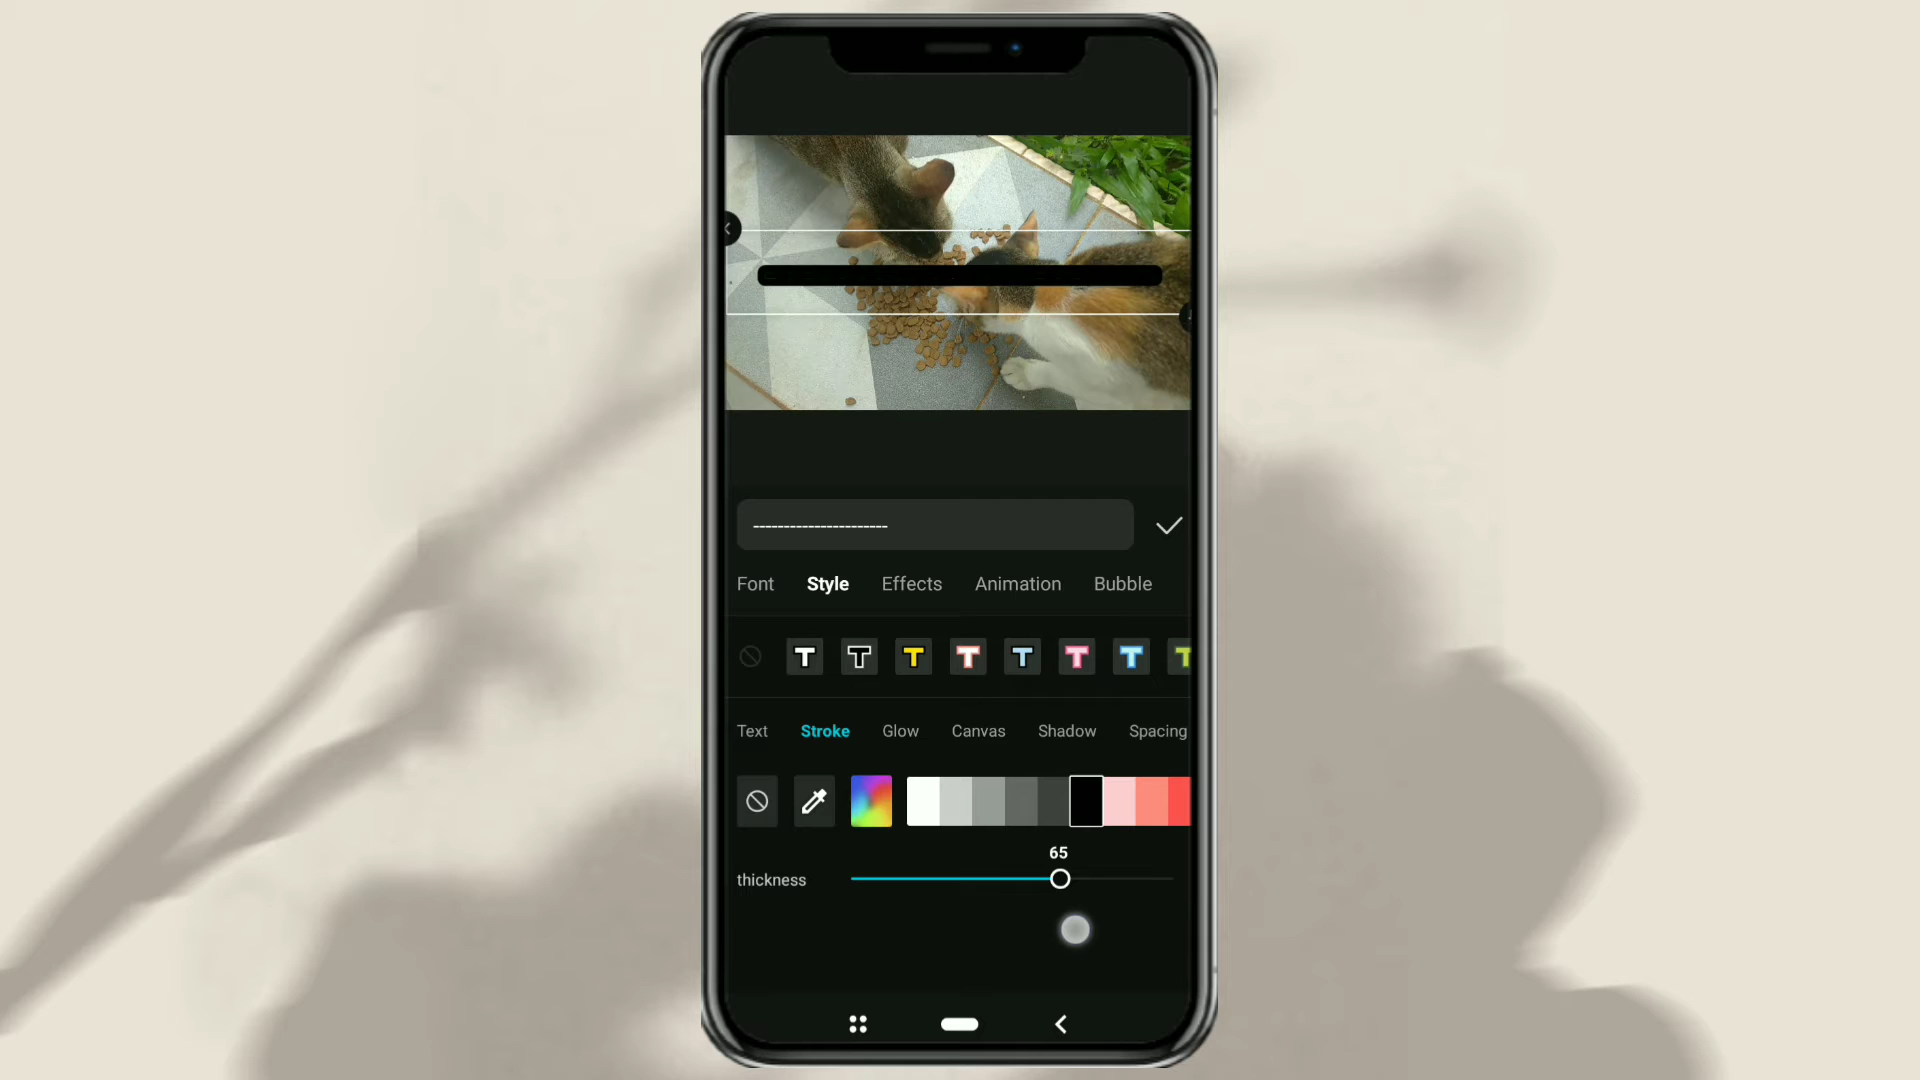 ----------------------
Font Style Effects Animation Bubble
T T T T T T T T
Text Stroke Glow Canvas Shadow Spacing
65
thickness